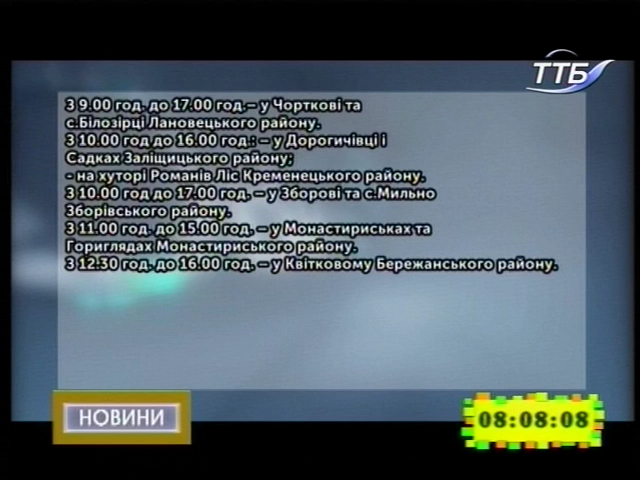 ТТБ
З 9.00 год. до 17.00 год.– у Чорткові та
с.Білозірці Лановецького району.
З 10.00 год до 16.00 год.: – у Дорогичівці і
Садках Заліщицького району;
- на хуторі Романів Ліс Кременецького району.
З 10.00 год до 17.00 год. – у Зборові та с.Мильно
Зборівського району.
З 11.00 год. до 15.00 год. – у Монастириськах та
Гориглядах Монастириського району.
З 12.30 год. до 16.00 год. – у Квітковому Бережанського району.
НОВИНИ
08:08:08